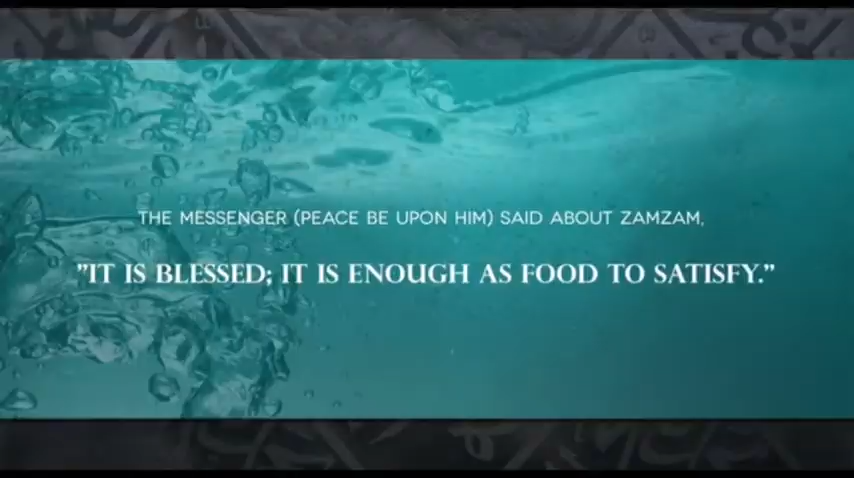 THE MESSENGER (PEACE BE UPON HIM) SAID ABOUT ZAMZAM,
"IT IS BLESSED; IT IS ENOUGH AS FOOD TO SATISFY."